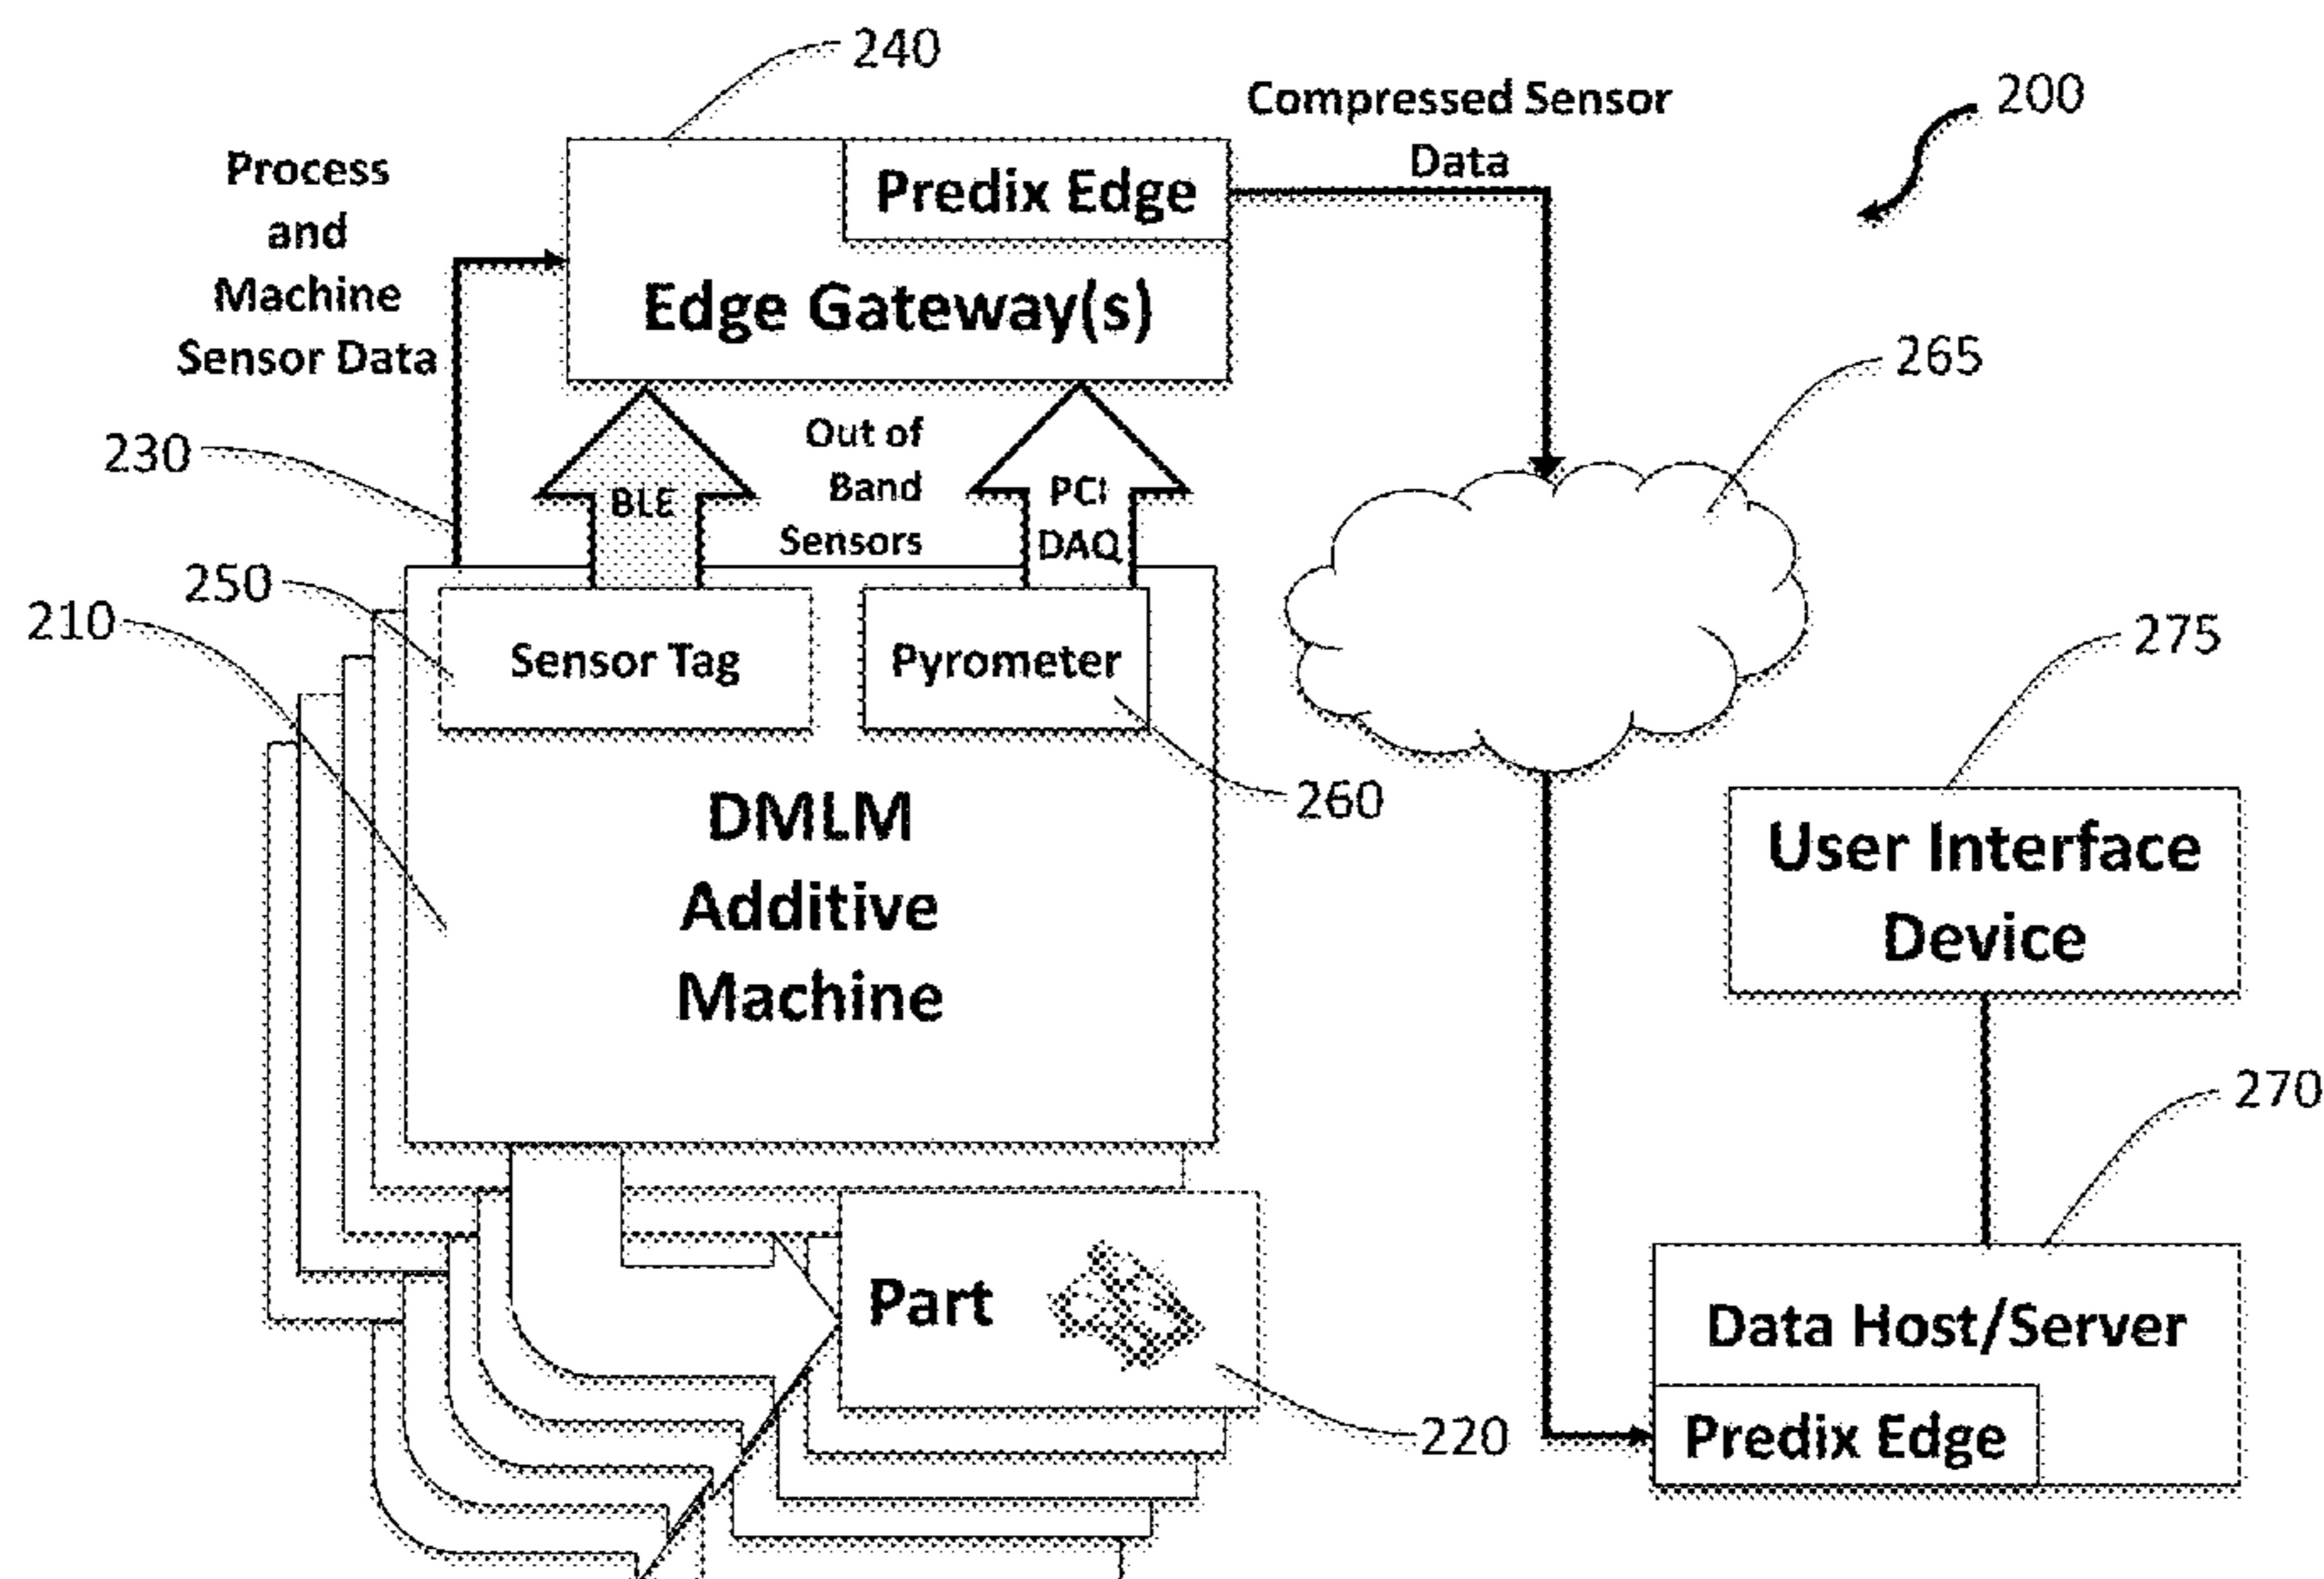 240
Compressed Sensor
Data
200
Process
and
Machine
Sensor Data
Predix Edge
Edge Gateway(s)
265
230
Out of
Band
Sensors
BLE
PCI
DAQ
250
210
Sensor Tag
Pyrometer
275
260
DMLM
Additive
Machine
User Interface
Device
270
Part
220
Data Host/Server
Predix Edge